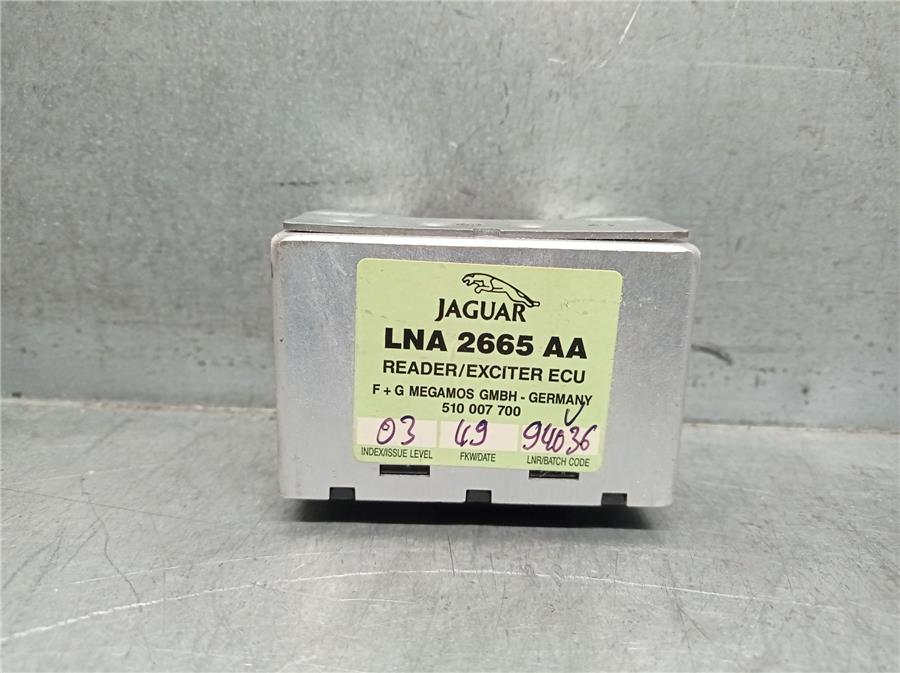 JAGUAR
LNA 2665 AA
READER/EXCITER ECU
F + G MEGAMOS GMBH - GERMANY
510 007 700
03 49 94036
INDEX/ISSUE LEVEL FKW/DATE LNR/BATCH CODE